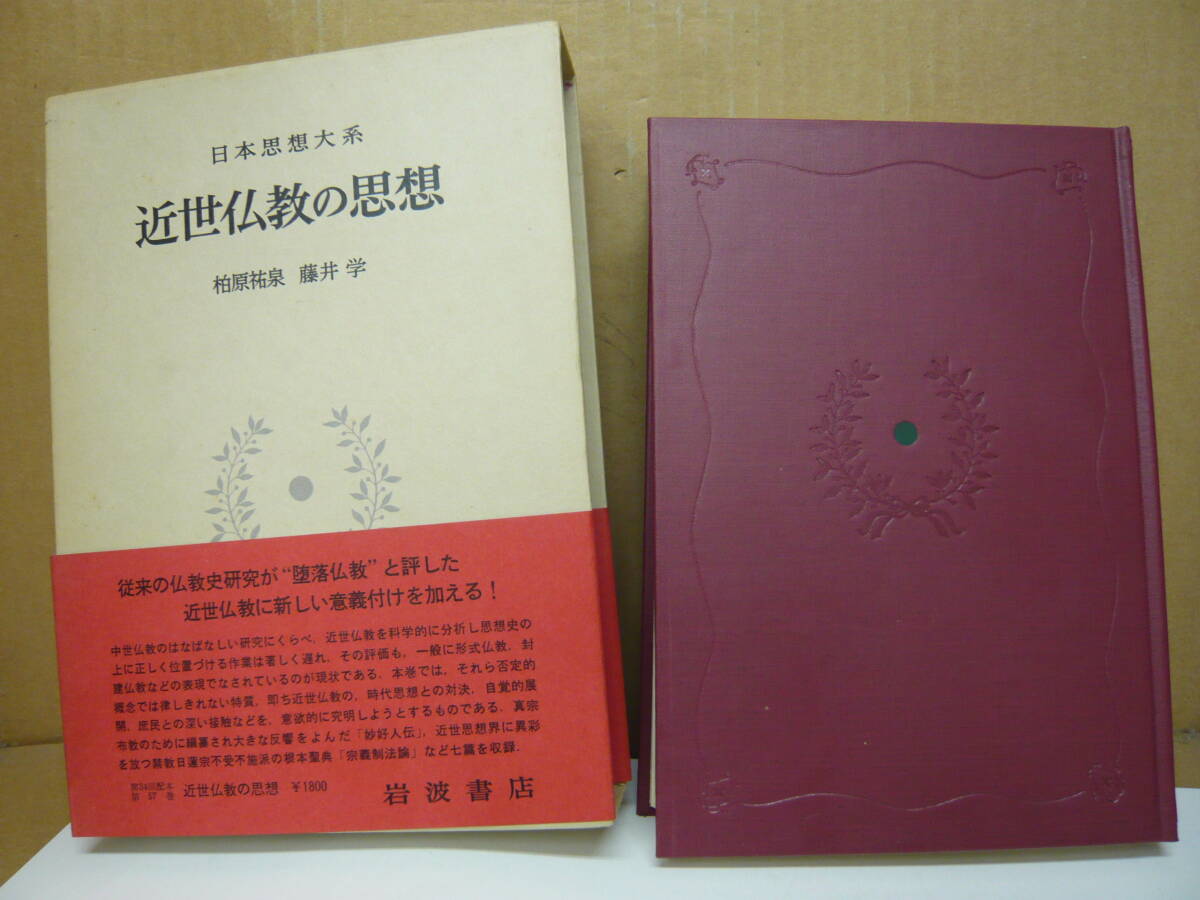 日本思想大系
近世仏教の思想
柏原祐泉 藤井 学
従来の仏教史研究が“堕落仏教”と評した
近世仏教に新しい意義付けを加える！
中世仏教のはなばなしい研究にくらべ，近世仏教を科学的に分析し思想史の
上に正しく位置づける作業は著しく遅れ，その評価も，一般に形式仏教，封
建仏教などの表現でなされているのが現状である．本巻では，それら否定的
概念では律しきれない特質，即ち近世仏教の，時代思想との対決，自覚的展
開，庶民との深い接触などを，意欲的に究明しようとするものである．真宗
布教のために編纂され大きな反響をよんだ「妙好人伝」，近世思想界に異彩
を放つ禁教日蓮宗不受不施派の根本聖典「宗義制法論」など七篇を収録．
第34回配本
第 57 巻
近世仏教の思想 ￥1800
岩波書店